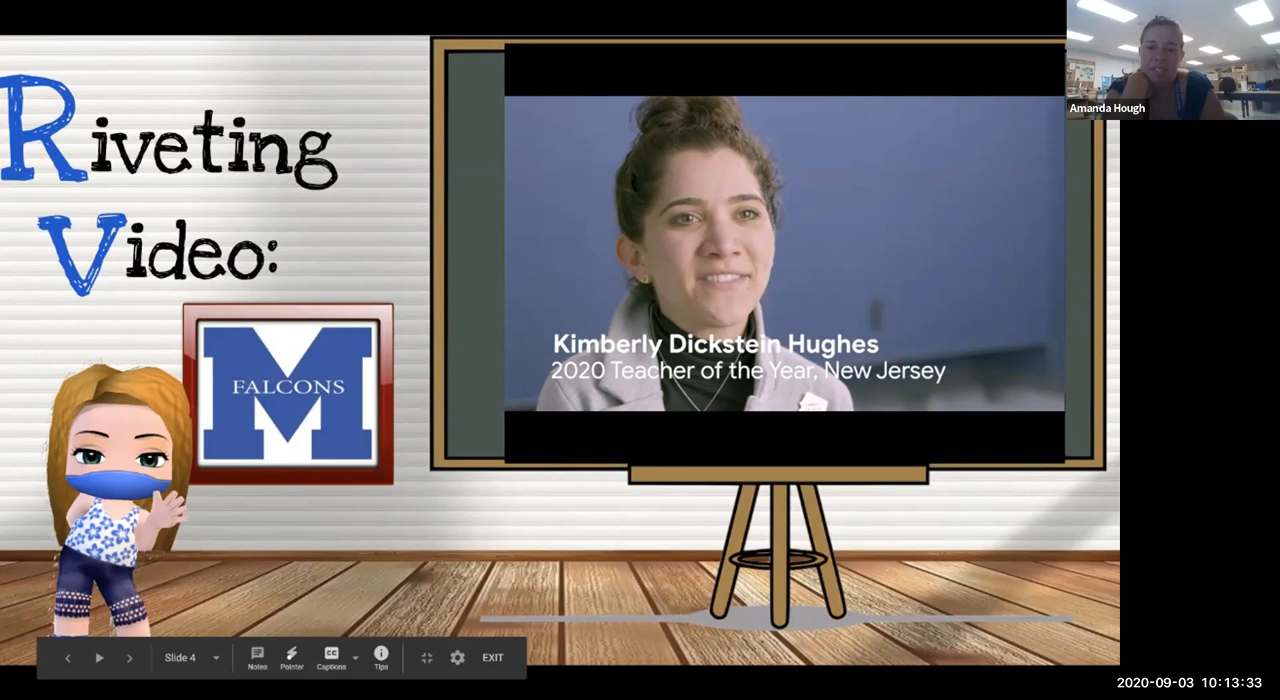 Riveting
Video:
M
FALCONS
Kimberly Dickstein Hughes
2020 Teacher of the Year, New Jersey
Amanda Hough
Slide 4
Notes
Pointer
CC
Captions
Tips
EXIT
2020-09-03 10:13:33